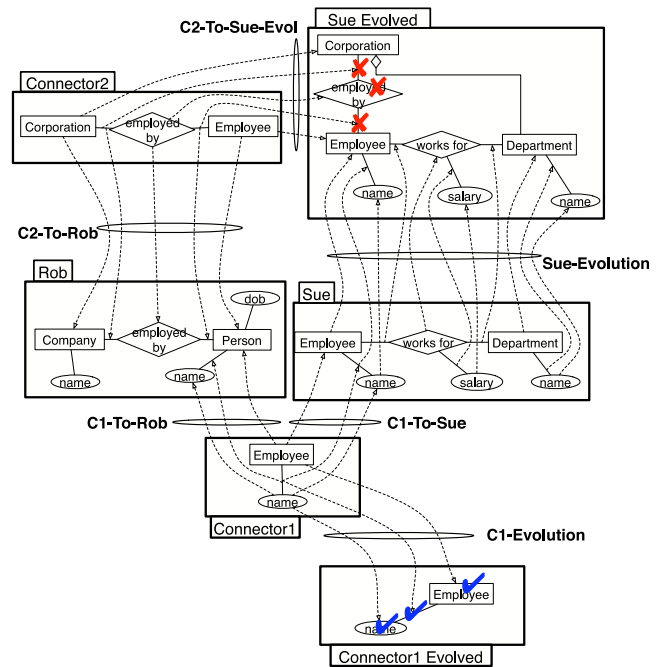 C2-To-Sue-Evol
Sue Evolved
Corporation
employed
by
Connector2
Corporation
employed
by
Employee
Employee
works for
Department
name
salary
name
C2-To-Rob
Sue-Evolution
Rob
dob
Company
employed
by
Person
name
name
Sue
Employee
works for
Department
name
salary
name
C1-To-Rob
C1-To-Sue
Employee
name
Connector1
C1-Evolution
Employee
name
Connector1 Evolved